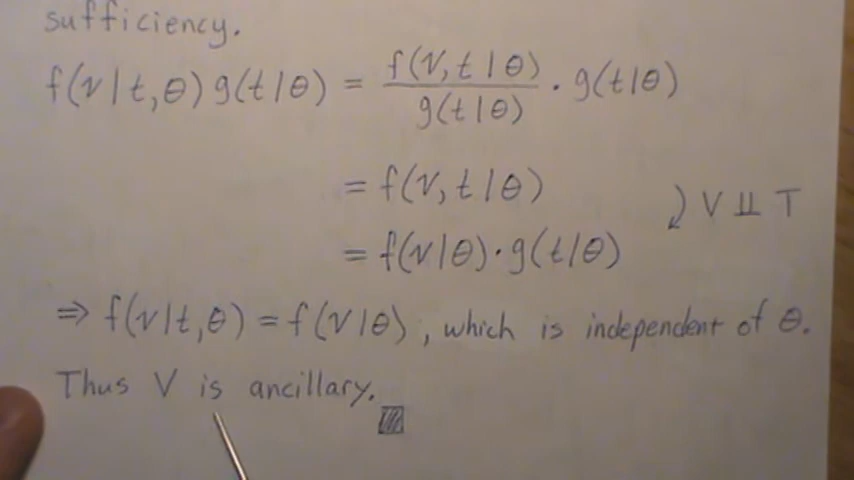 sufficiency.
f(v|t,θ)g(t|θ) = f(v,t|θ)/g(t|θ) · g(t|θ)
= f(v,t|θ)
V ⫫ T
= f(v|θ)·g(t|θ)
⇒ f(v|t,θ) = f(v|θ), which is independent of θ.
Thus V is ancillary.